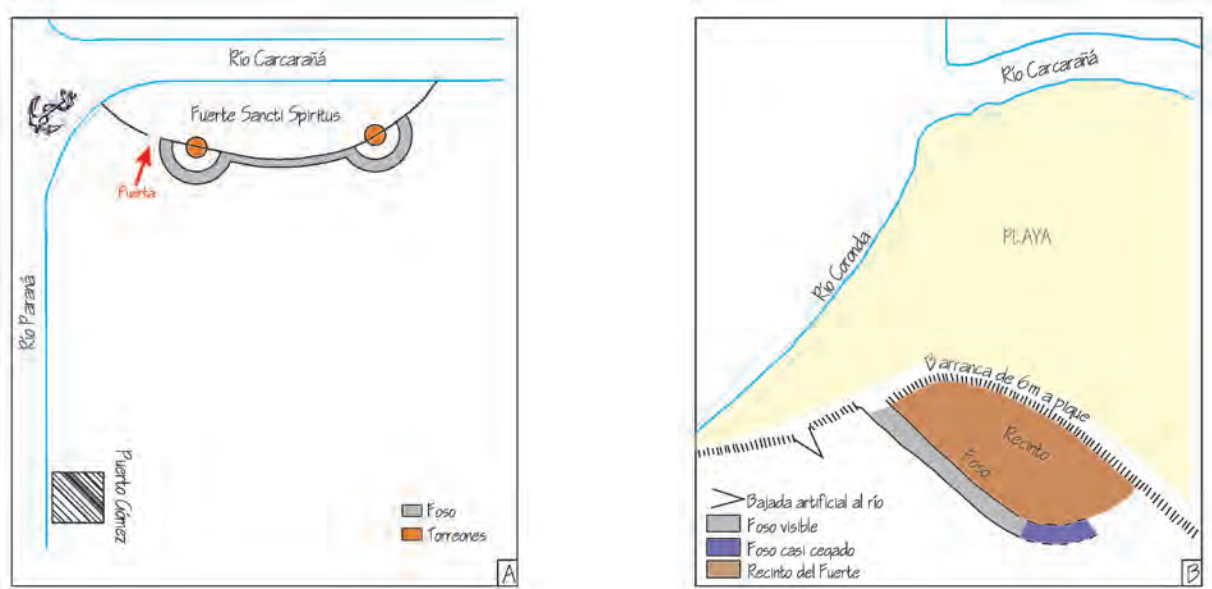 Río Carcarañá
Fuerte Sancti Spiritus
Puerta
Río Paraná
Puerto Gómez
Foso
Torreones
A
Río Carcarañá
PLAYA
Río Coronda
Barranca de 6m a pique
Recinto
Foso
Bajada artificial al río
Foso visible
Foso casi cegado
Recinto del Fuerte
B